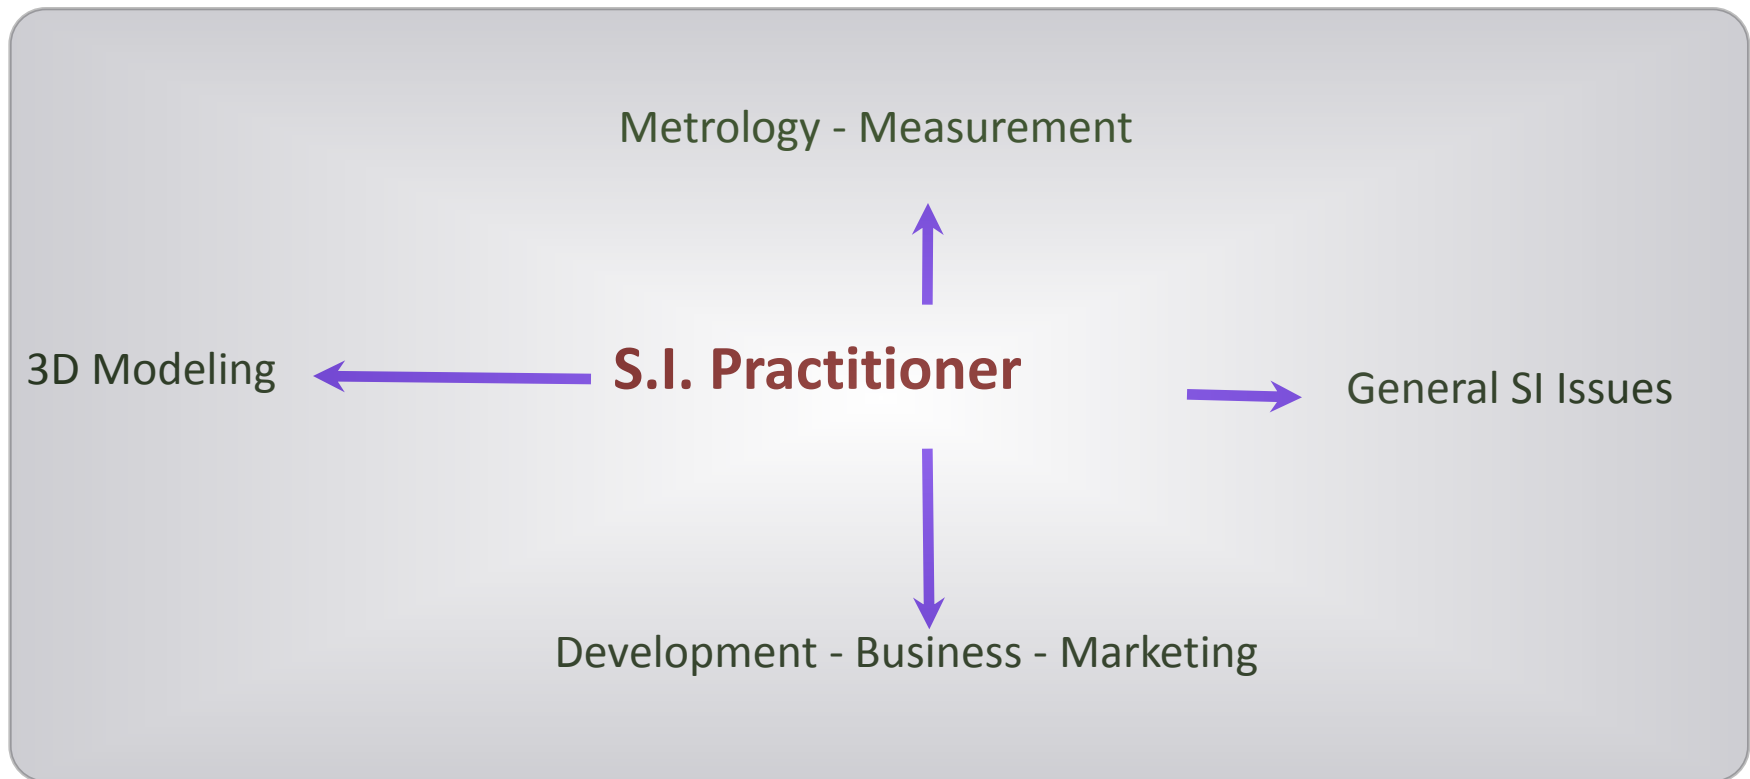 Metrology - Measurement
3D Modeling
S.I. Practitioner
General SI Issues
Development - Business - Marketing